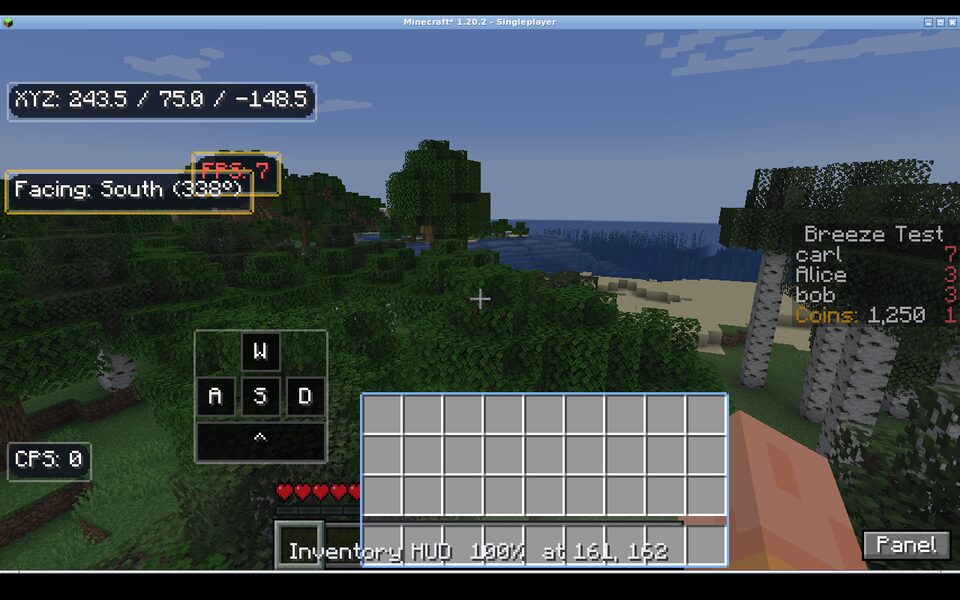 Minecraft* 1.20.2 - Singleplayer
XYZ: 243.5 / 75.0 / -148.5
FPS: 7
Facing: South (338º)
Breeze Test
carl 7
Alice 3
bob 3
Coins: 1,250 1
W
A S D
^
CPS: 0
Inventory HUD 100% at 161, 162
Panel